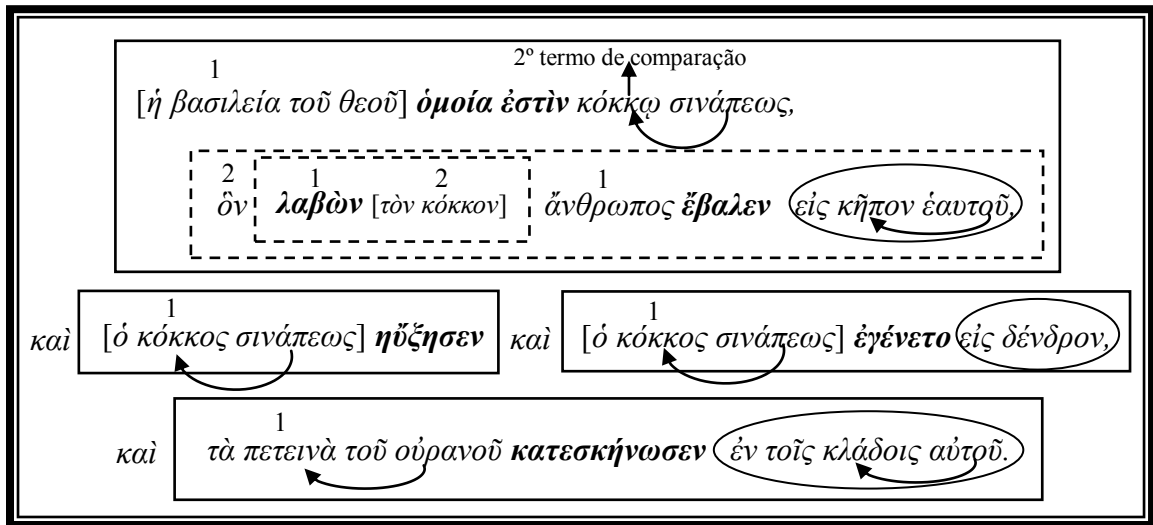 1 2º termo de comparação
[ἡ βασιλεία τοῦ θεοῦ] ὁμοία ἐστὶν κόκκῳ σινάπεως,
2 1 2 1
ὃν λαβὼν [τὸν κόκκον] ἄνθρωπος ἔβαλεν εἰς κῆπον ἑαυτοῦ,
1 1
καὶ [ὁ κόκκος σινάπεως] ηὔξησεν καὶ [ὁ κόκκος σινάπεως] ἐγένετο εἰς δένδρον,
1
καὶ τὰ πετεινὰ τοῦ οὐρανοῦ κατεσκήνωσεν ἐν τοῖς κλάδοις αὐτοῦ.